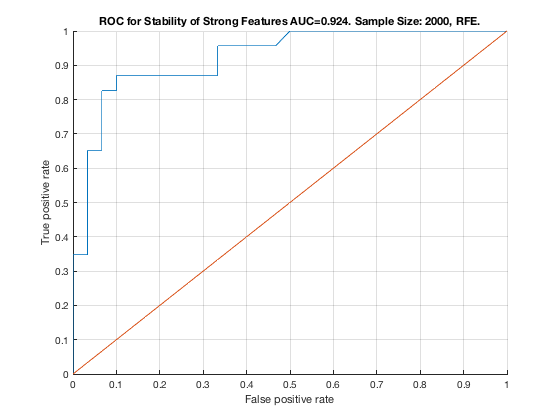 ROC for Stability of Strong Features AUC=0.924. Sample Size: 2000, RFE.
1
0.9
0.8
0.7
0.6
0.5
0.4
0.3
0.2
0.1
0
True positive rate
0 0.1 0.2 0.3 0.4 0.5 0.6 0.7 0.8 0.9 1
False positive rate